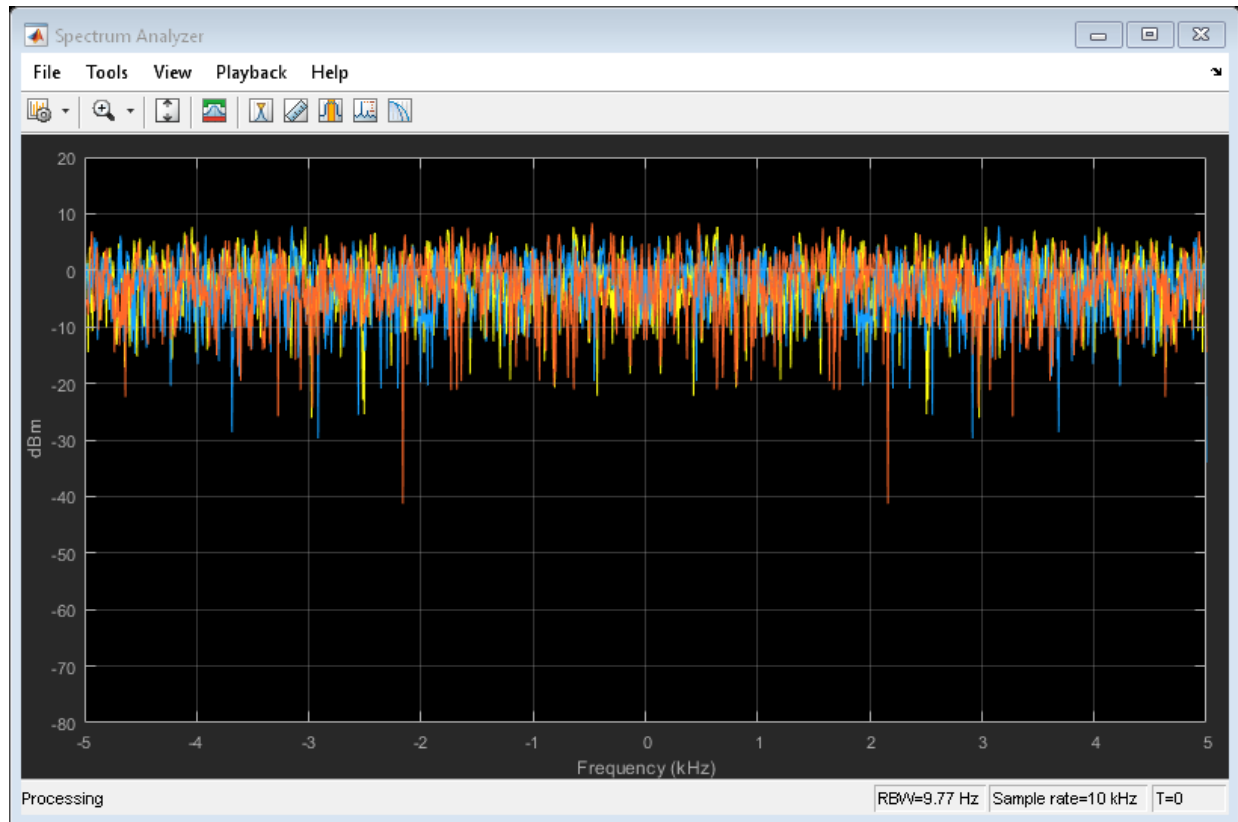 Spectrum Analyzer
File Tools View Playback Help
20
10
0
-10
-20
-30
-40
-50
-60
-70
-80
dBm
-5 -4 -3 -2 -1 0 1 2 3 4 5
Frequency (kHz)
Processing RBW=9.77 Hz Sample rate=10 kHz T=0